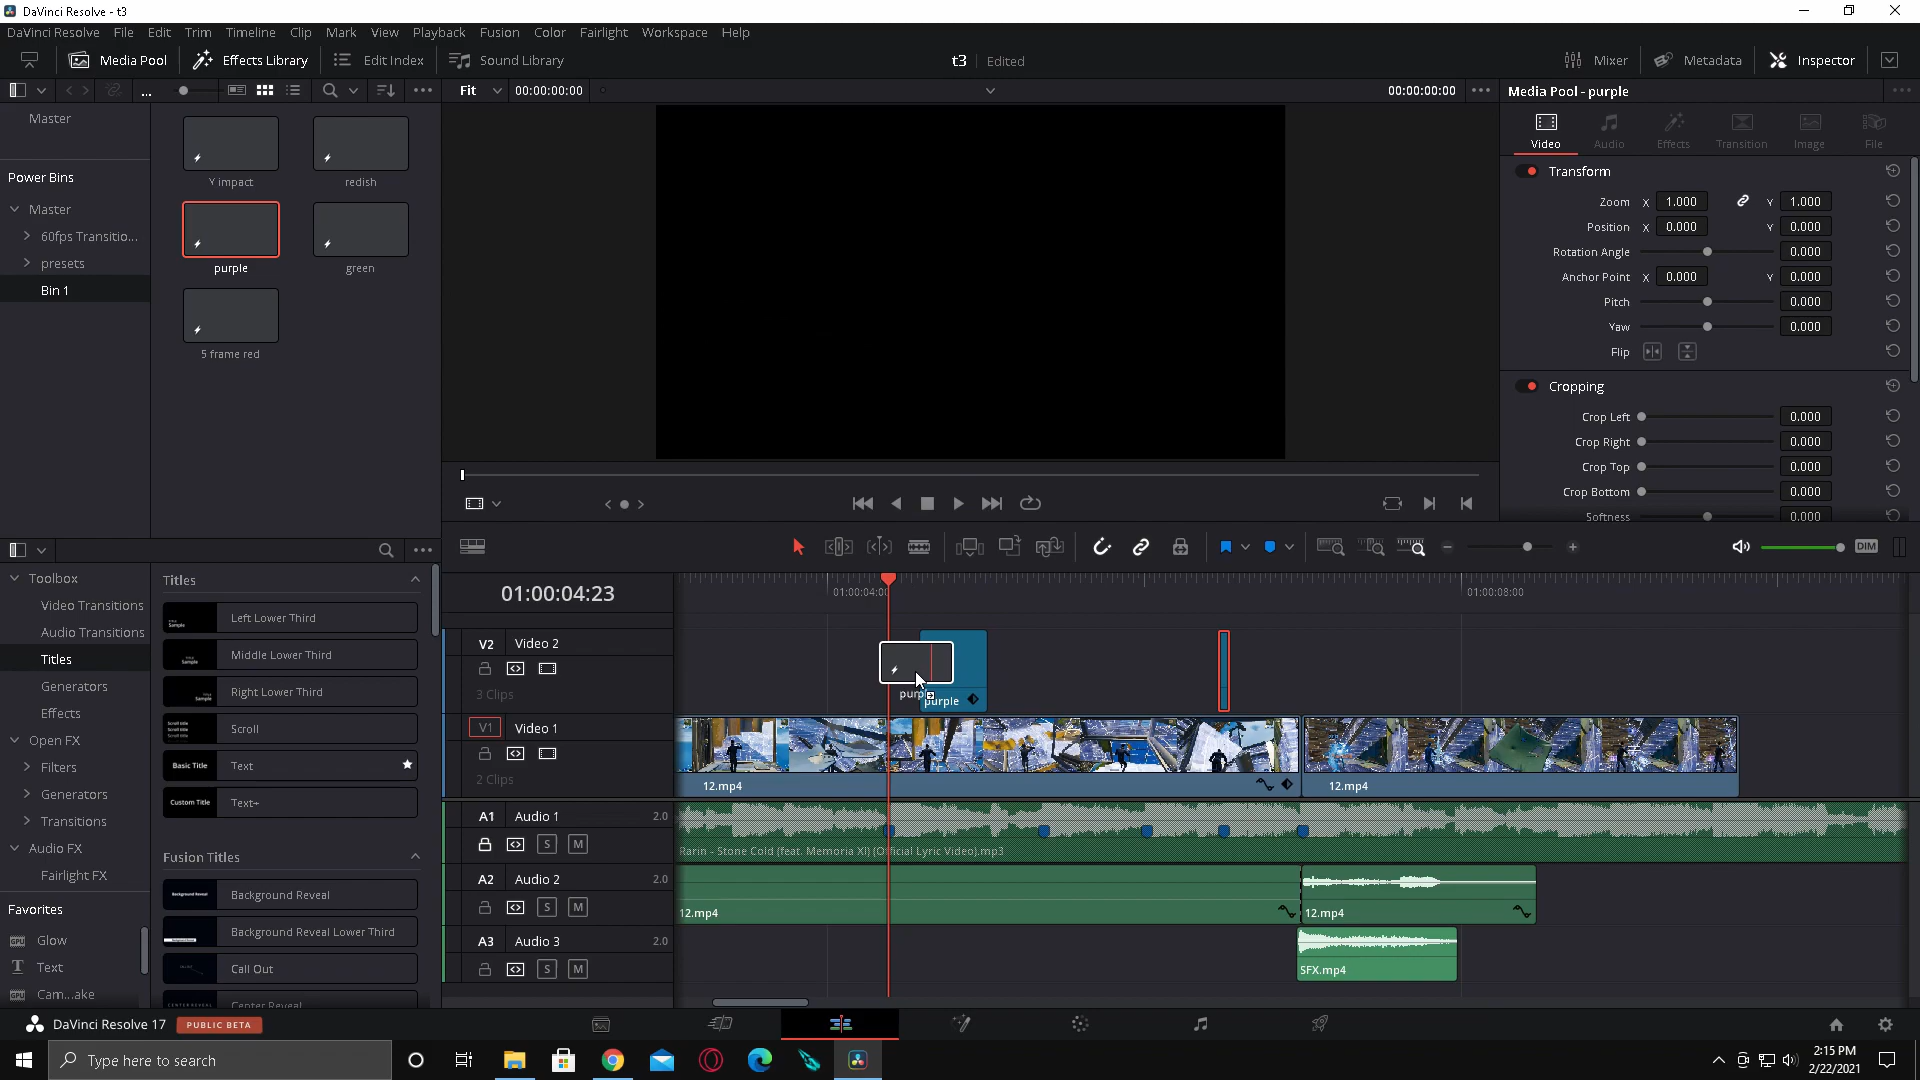 DaVinci Resolve - t3
DaVinci Resolve File Edit Trim Timeline Clip Mark View Playback Fusion Color Fairlight Workspace Help
Media Pool Effects Library Edit Index Sound Library t3 Edited Mixer Metadata Inspector
... Fit 00:00:00:00 00:00:00:00 Media Pool - purple
Master
Video Audio Effects Transition Image File
Power Bins
Y impact redish
Transform
Master
Zoom X 1.000 Y 1.000
Position X 0.000 Y 0.000
60fps Transitio...
Rotation Angle 0.000
presets
purple green
Anchor Point X 0.000 Y 0.000
Bin 1
Pitch 0.000
Yaw 0.000
5 frame red
Flip
Cropping
Crop Left 0.000
Crop Right 0.000
Crop Top 0.000
Crop Bottom 0.000
Softness 0.000
DIM
Toolbox
Video Transitions
Audio Transitions
Titles
Generators
Effects
Open FX
Filters
Generators
Transitions
Audio FX
Fairlight FX
Favorites
Glow
Text
Cam...ake
Titles
Sample Left Lower Third
Sample Middle Lower Third
Sample Right Lower Third
Scroll
Basic Title Text
Custom Title Text+
Fusion Titles
Background Reveal Background Reveal
Background Reveal Lower Third
Call Out
Center Reveal
01:00:04:23
01:00:04:0 01:00:08:00
V2 Video 2
3 Clips
purp
purple
V1 Video 1
2 Clips
12.mp4 12.mp4
A1 Audio 1 2.0
S M
Rarin - Stone Cold (feat. Memoria XI) (Official Lyric Video).mp3
A2 Audio 2 2.0
S M
12.mp4 12.mp4
A3 Audio 3 2.0
S M
SFX.mp4
DaVinci Resolve 17 PUBLIC BETA
Type here to search
2:15 PM
2/22/2021